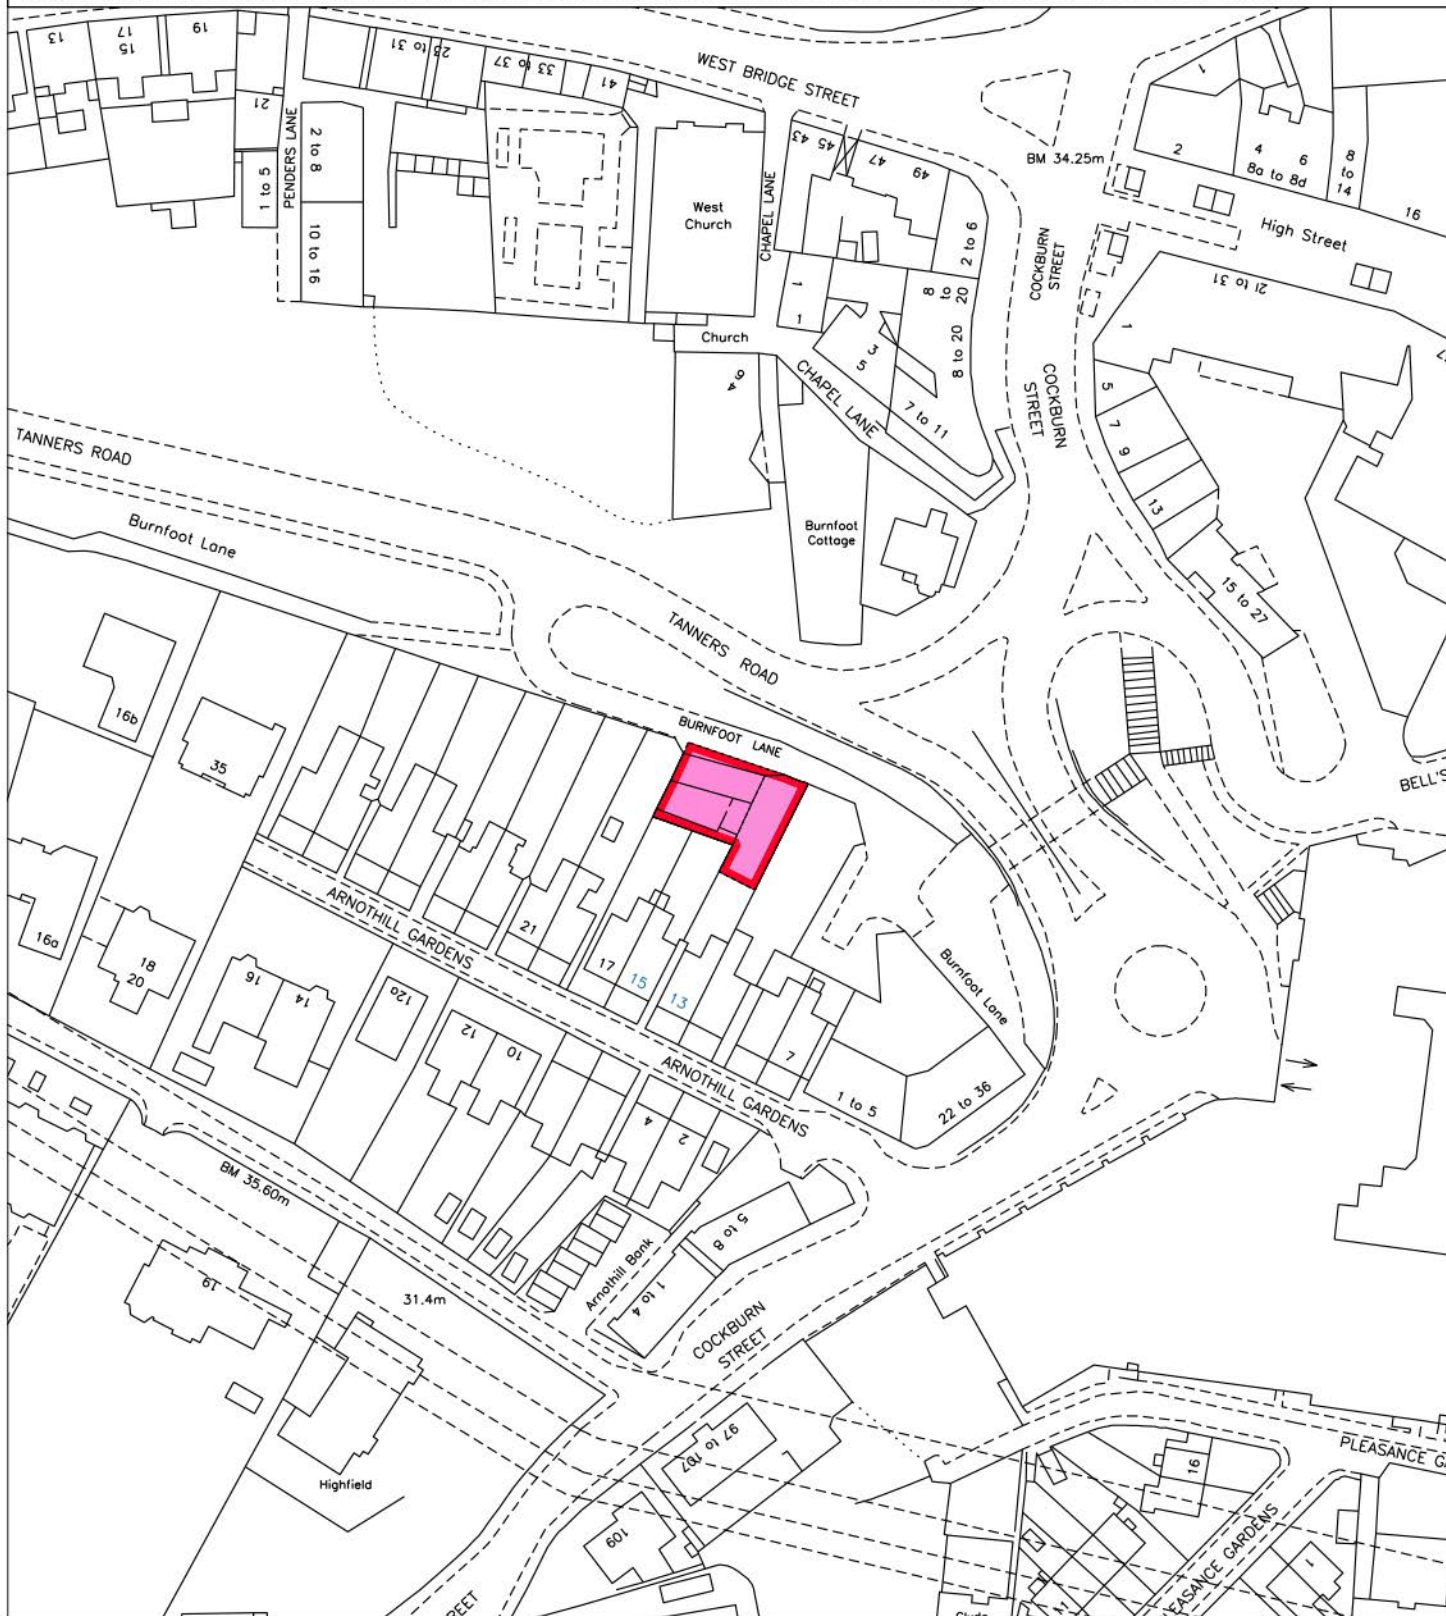 13
17
15
19
23 to 31
33 to 37
41
WEST BRIDGE STREET
21
PENDERS LANE
2 to 8
1 to 5
10 to 16
West
Church
CHAPEL LANE
43
45
47
49
2 to 6
BM 34.25m
1
2
4
6
8a to 8d
8
to
14
16
High Street
COCKBURN
STREET
21 to 31
1
1
1
8
to
20
8 to 20
3
5
Church
6
4
CHAPEL LANE
7 to 11
COCKBURN
STREET
5
7
9
13
15 to 27
TANNERS ROAD
Burnfoot Lane
Burnfoot
Cottage
TANNERS ROAD
BURNFOOT LANE
BELL'S
16b
35
16a
18
20
16
14
12a
ARNOTHILL GARDENS
21
17
15
13
7
Burnfoot Lane
12
10
ARNOTHILL GARDENS
1 to 5
22 to 36
4
2
BM 35.60m
5 to 8
Arnothill Bank
1 to 4
19
31.4m
COCKBURN
STREET
Highfield
97 to 107
109
16
PLEASANCE G
EASANCE GARDENS
1
11
REET